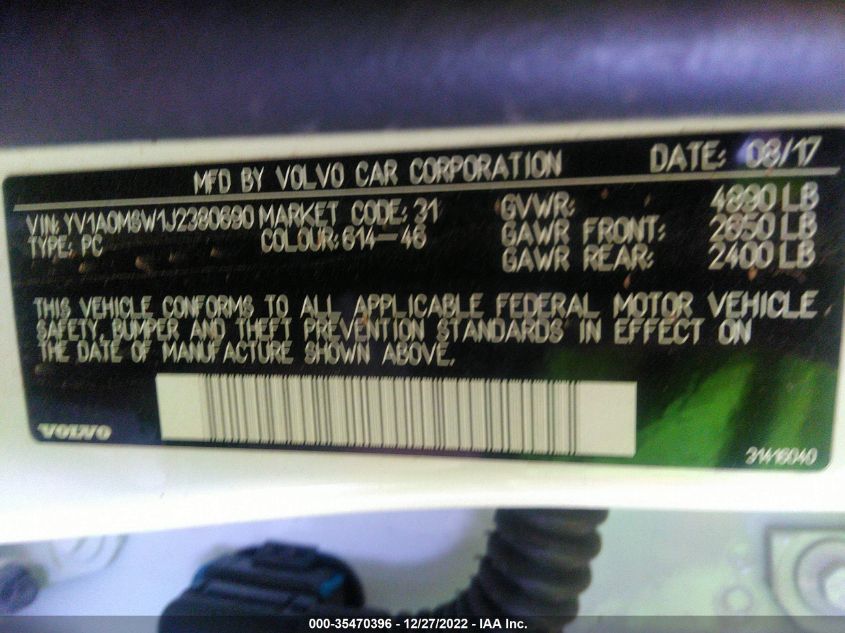 MFD BY VOLVO CAR CORPORATION DATE: 08/17
VIN: YV1A0MSW1J2380690 MARKET CODE: 31 GVWR: 4890 LB
TYPE: PC COLOUR: 614-46 GAWR FRONT: 2650 LB
GAWR REAR: 2400 LB
THIS VEHICLE CONFORMS TO ALL APPLICABLE FEDERAL MOTOR VEHICLE
SAFETY, BUMPER AND THEFT PREVENTION STANDARDS IN EFFECT ON
THE DATE OF MANUFACTURE SHOWN ABOVE.
VOLVO
31416040
000-35470396 - 12/27/2022 - IAA Inc.